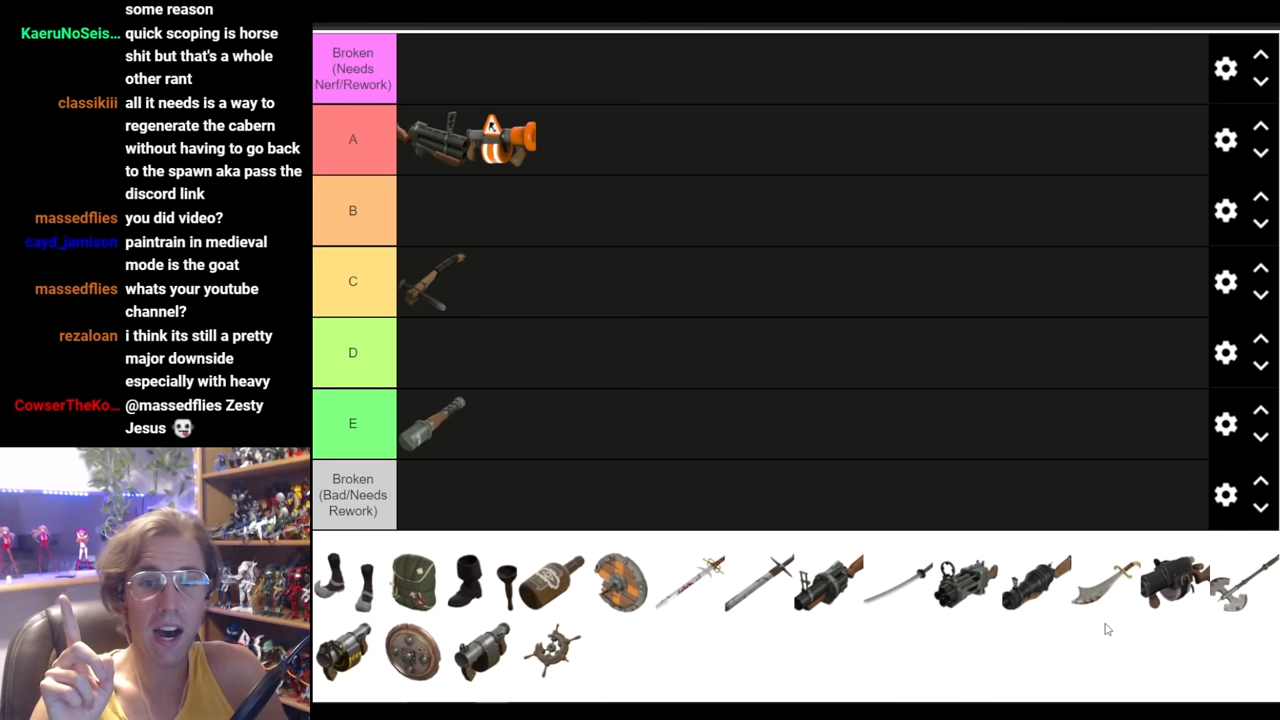 some reason
KaeruNoSeis… quick scoping is horse
shit but that's a whole
other rant
classikiii all it needs is a way to
regenerate the cabern
without having to go back
to the spawn aka pass the
discord link
massedflies you did video?
cayd_jamison paintrain in medieval
mode is the goat
massedflies whats your youtube
channel?
rezaloan i think its still a pretty
major downside
especially with heavy
CowserTheKo… @massedflies Zesty
Jesus
Broken
(Needs
Nerf/Rework)
A
B
C
D
E
Broken
(Bad/Needs
Rework)